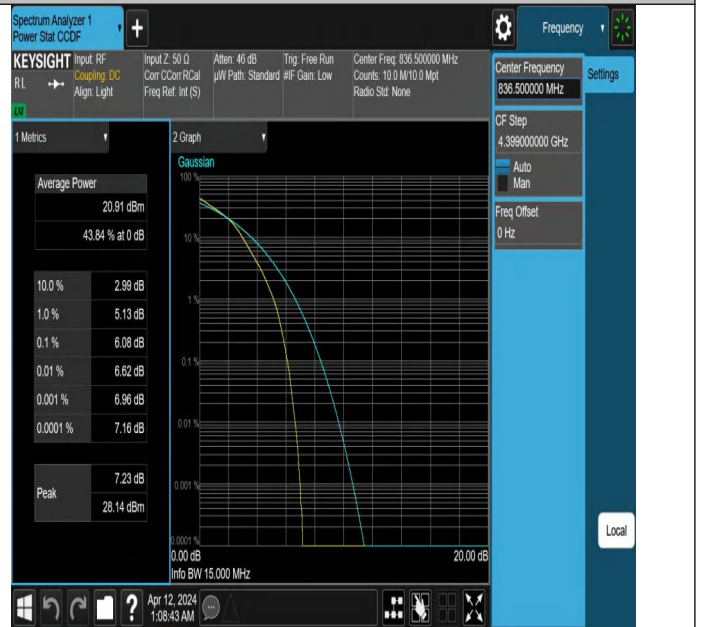 Spectrum Analyzer 1
Power Stat CCDF
+
Frequency
KEYSIGHT
RL
LXI
Input: RF
Coupling: DC
Align: Light
Input Z: 50 Ω
Corr CCorr RCal
Freq Ref: Int (S)
Atten: 46 dB
µW Path: Standard
Trig: Free Run
#IF Gain: Low
Center Freq: 836.500000 MHz
Counts: 10.0 M/10.0 Mpt
Radio Std: None
Center Frequency
836.500000 MHz
Settings
CF Step
4.399000000 GHz
Auto
Man
Freq Offset
0 Hz
1 Metrics
Average Power
20.91 dBm
43.84 % at 0 dB
10.0 % 2.99 dB
1.0 % 5.13 dB
0.1 % 6.08 dB
0.01 % 6.62 dB
0.001 % 6.96 dB
0.0001 % 7.16 dB
Peak
7.23 dB
28.14 dBm
2 Graph
Gaussian
100 %
10 %
1 %
0.1 %
0.01 %
0.001 %
0.0001 %
0.00 dB 20.00 dB
Info BW 15.000 MHz
Local
?
Apr 12, 2024
1:08:43 AM